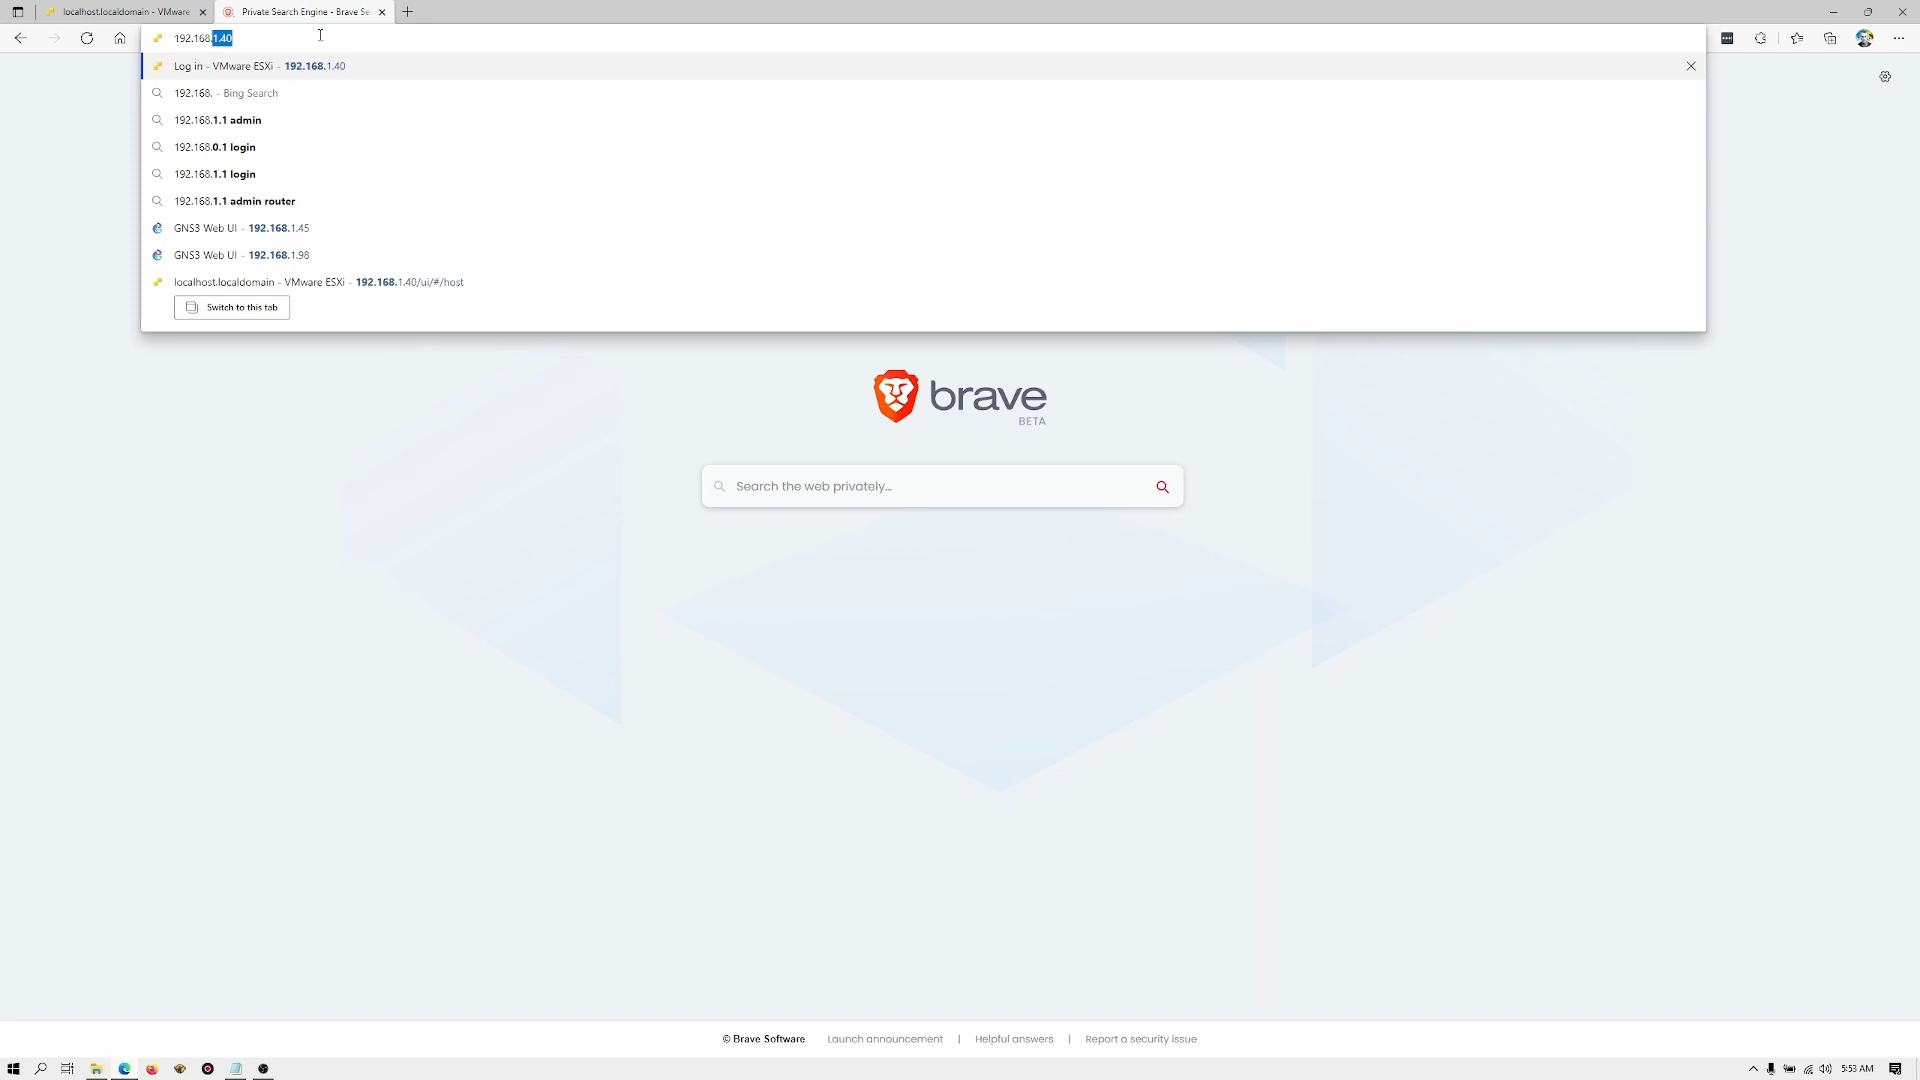 localhost.localdomain - VMware
Private Search Engine - Brave Se
192.168.1.40
Log in - VMware ESXi - 192.168.1.40
192.168. - Bing Search
192.168.1.1 admin
192.168.0.1 login
192.168.1.1 login
192.168.1.1 admin router
GNS3 Web UI - 192.168.1.45
GNS3 Web UI - 192.168.1.98
localhost.localdomain - VMware ESXi - 192.168.1.40/ui/#/host
Switch to this tab
brave
BETA
Search the web privately...
© Brave Software Launch announcement | Helpful answers | Report a security issue
5:53 AM